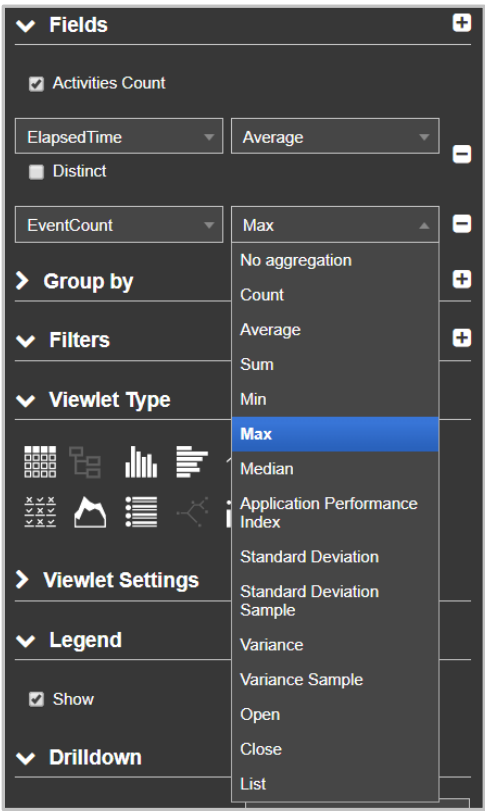 Fields
Activities Count
ElapsedTime
Average
Distinct
EventCount
Max
No aggregation
Count
Average
Sum
Min
Max
Median
Application Performance
Index
Standard Deviation
Standard Deviation
Sample
Variance
Variance Sample
Open
Close
List
Group by
Filters
Viewlet Type
Viewlet Settings
Legend
Show
Drilldown